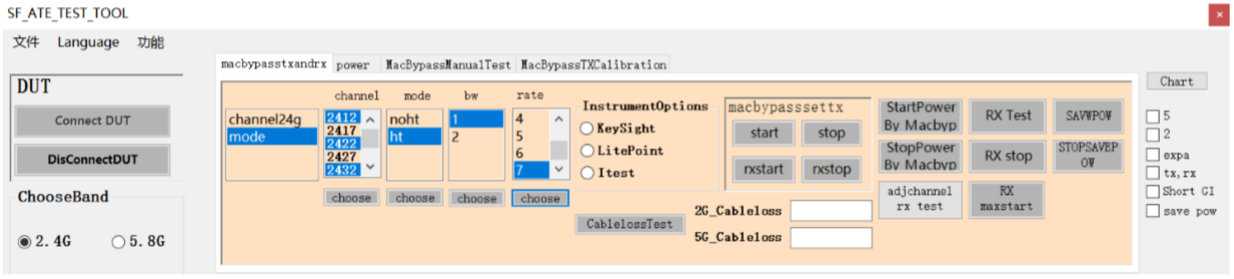 SF_ATE_TEST_TOOL
文件 Language 功能
DUT
Connect DUT
DisConnectDUT
ChooseBand
2.4G 5.8G
macbypasstxandrx power MacBypassManualTest MacBypassTXCalibration
channel24g
mode
channel
2412
2417
2422
2427
2432
choose
mode
noht
ht
choose
bw
1
2
choose
rate
4
5
6
7
choose
InstrumentOptions
KeySight
LitePoint
Itest
CablelossTest
macbypasssettx
start stop
rxstart rxstop
2G_Cableloss
5G_Cableloss
StartPower
By Macbyp
RX Test
SAVWPOW
StopPower
By Macbyp
RX stop
STOPSAVEP
OW
adjchannel
rx test
RX
maxstart
Chart
5
2
expa
tx,rx
Short GI
save pow